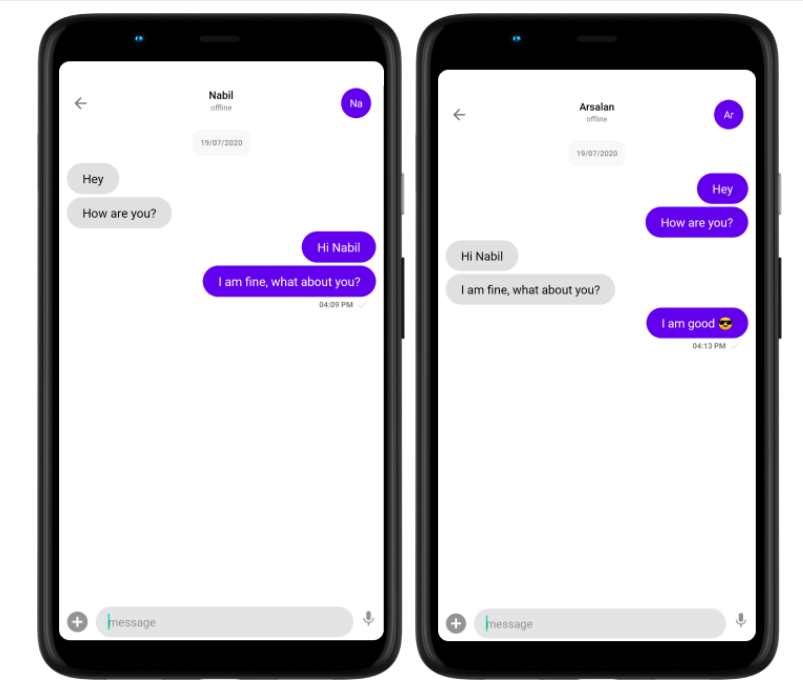 Nabil
offline
Na
19/07/2020
Hey
How are you?
Hi Nabil
I am fine, what about you?
04:09 PM
message
Arsalan
offline
Ar
19/07/2020
Hey
How are you?
Hi Nabil
I am fine, what about you?
I am good 😎
04:13 PM
message